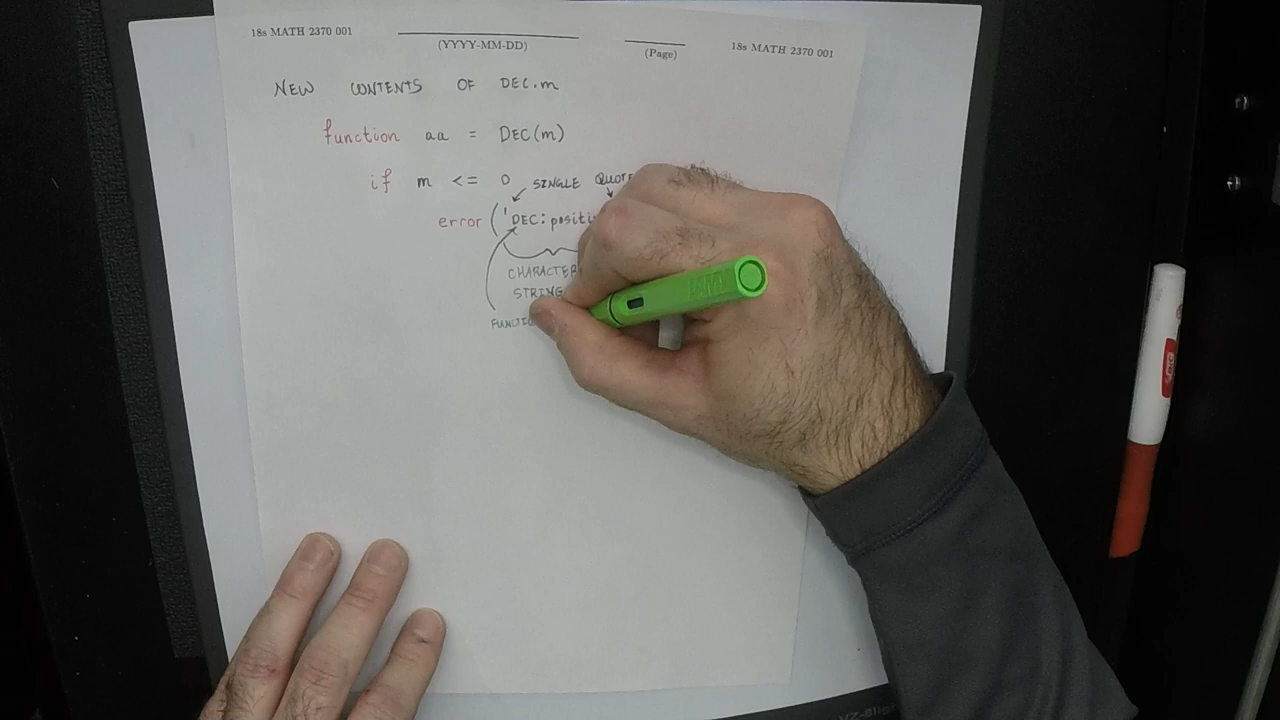 18s MATH 2370 001
(YYYY-MM-DD)
(Page)
18s MATH 2370 001
NEW CONTENTS OF DEC.m
function aa = DEC(m)
if m <= 0 SINGLE
error ('DEC:positi
CHARACTER
STRING